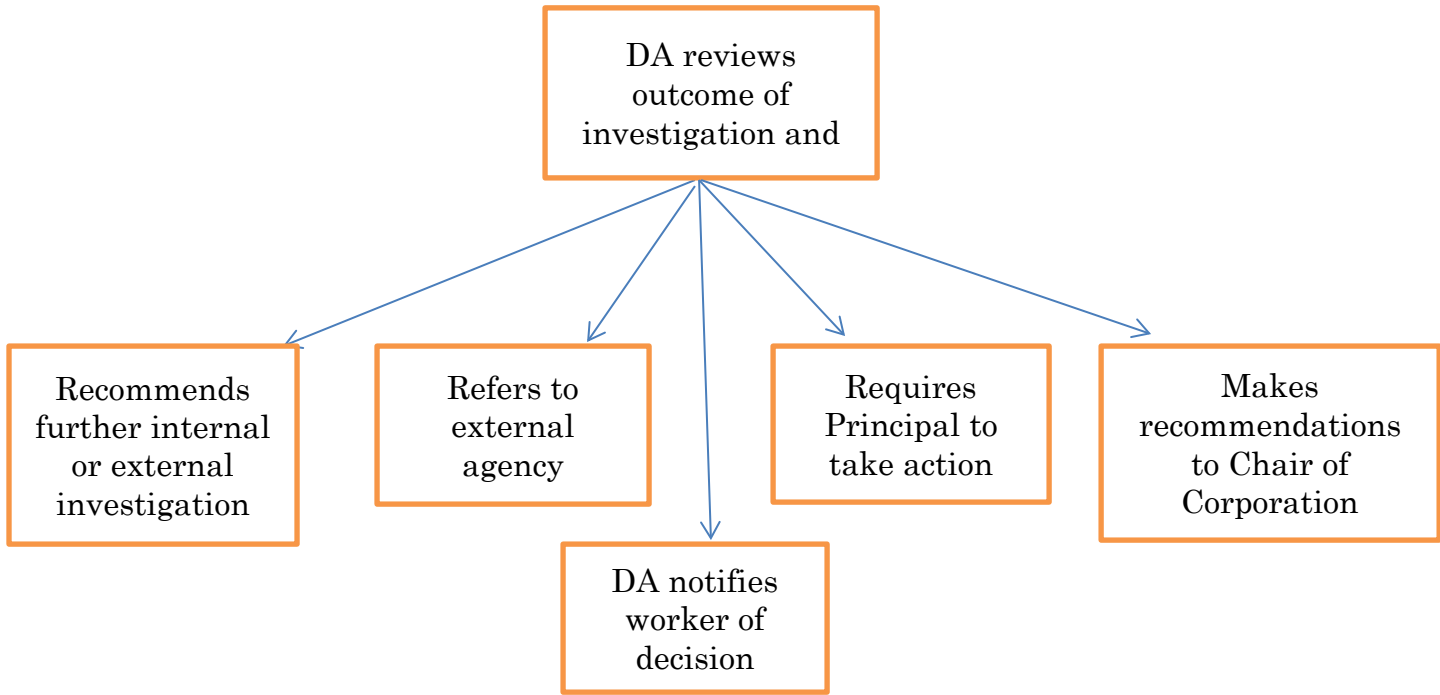 DA reviews
outcome of
investigation and
Recommends
further internal
or external
investigation
Refers to
external
agency
Requires
Principal to
take action
Makes
recommendations
to Chair of
Corporation
DA notifies
worker of
decision